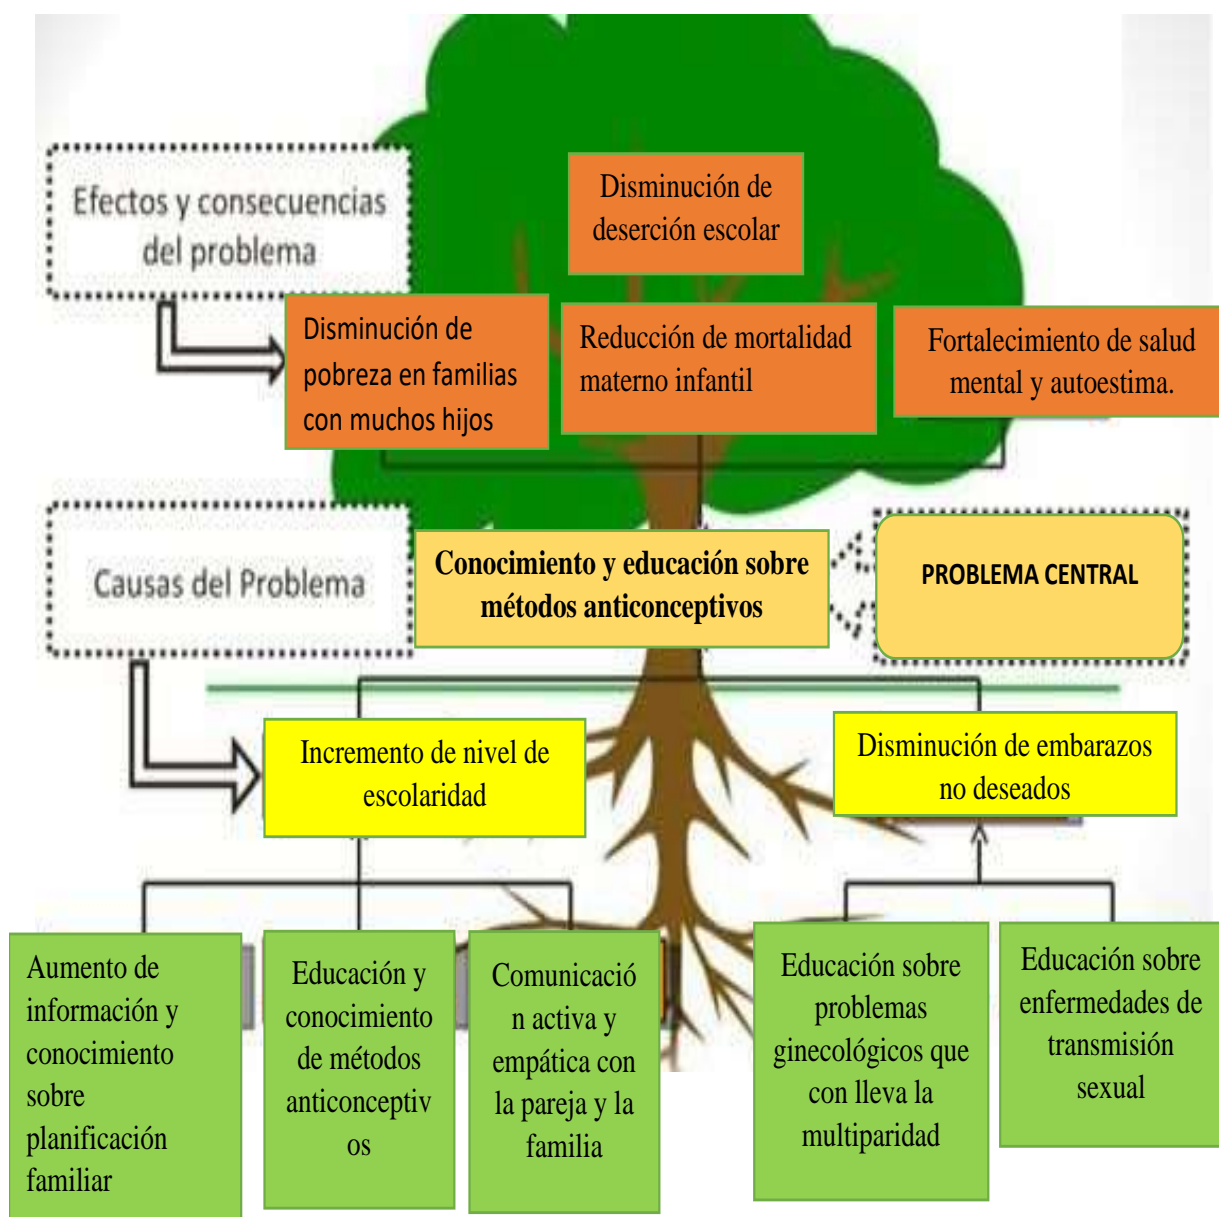 Efectos y consecuencias
del problema
Disminución de
deserción escolar
Disminución de
pobreza en familias
con muchos hijos
Reducción de mortalidad
materno infantil
Fortalecimiento de salud
mental y autoestima.
Causas del Problema
Conocimiento y educación sobre
métodos anticonceptivos
PROBLEMA CENTRAL
Incremento de nivel de
escolaridad
Disminución de embarazos
no deseados
Aumento de
información y
conocimiento
sobre
planificación
familiar
Educación y
conocimiento
de métodos
anticonceptiv
os
Comunicació
n activa y
empática con
la pareja y la
familia
Educación sobre
problemas
ginecológicos que
con lleva la
multiparidad
Educación sobre
enfermedades de
transmisión
sexual